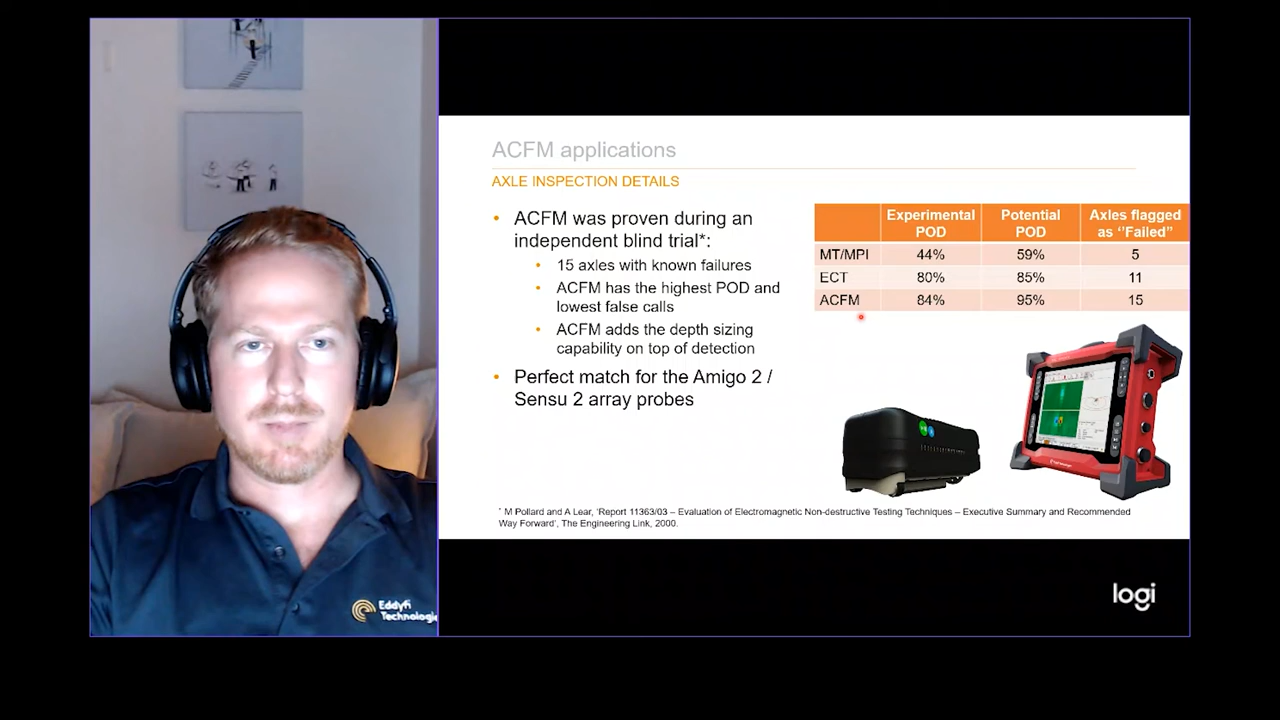 ACFM applications
AXLE INSPECTION DETAILS
• ACFM was proven during an
independent blind trial*:
• 15 axles with known failures
• ACFM has the highest POD and
lowest false calls
• ACFM adds the depth sizing
capability on top of detection
• Perfect match for the Amigo 2 /
Sensu 2 array probes
Experimental POD Potential POD Axles flagged as ‘’Failed”
MT/MPI 44% 59% 5
ECT 80% 85% 11
ACFM 84% 95% 15
* M Pollard and A Lear, ‘Report 11363/03 – Evaluation of Electromagnetic Non-destructive Testing Techniques – Executive Summary and Recommended
Way Forward’, The Engineering Link, 2000.
Eddyfi
Technologie
logi